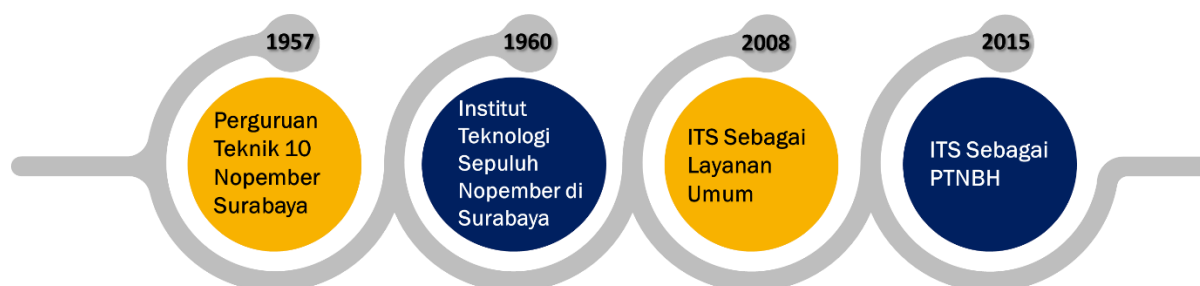 1957
Perguruan
Teknik 10
Nopember
Surabaya
1960
Institut
Teknologi
Sepuluh
Nopember di
Surabaya
2008
ITS Sebagai
Layanan
Umum
2015
ITS Sebagai
PTNBH